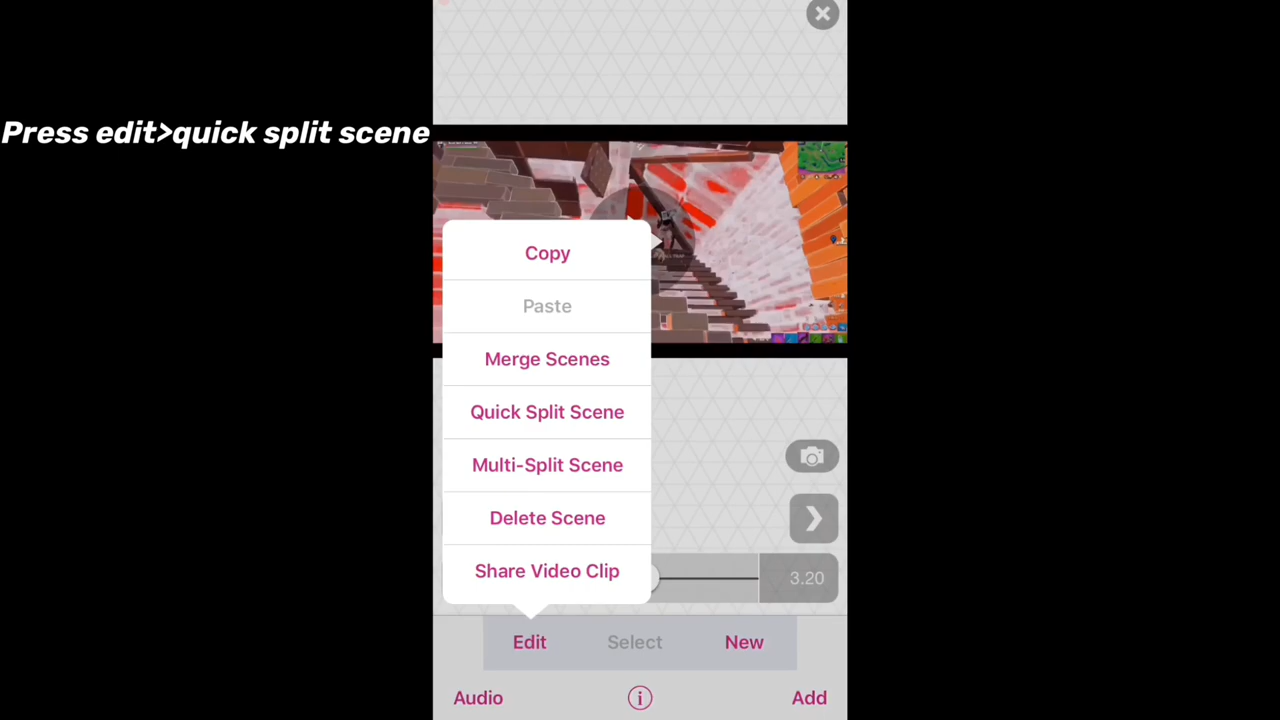 Press edit>quick split scene
Copy
Paste
Merge Scenes
Quick Split Scene
Multi-Split Scene
Delete Scene
Share Video Clip
3.20
Edit
Select
New
Audio
Add